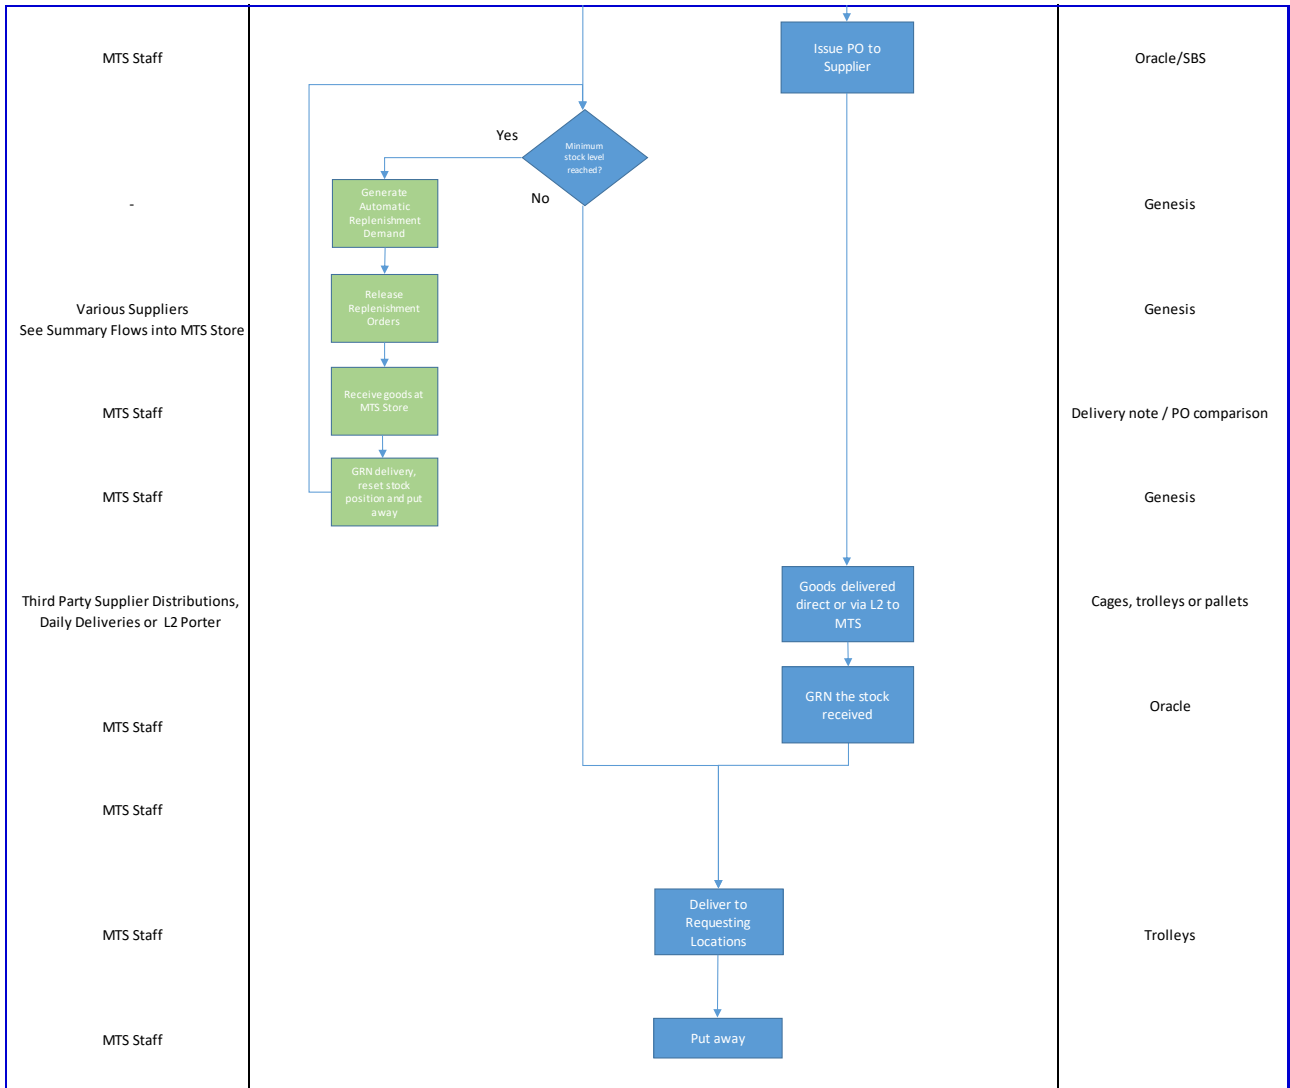 MTS Staff
Issue PO to
Supplier
Oracle/SBS
Yes
Minimum
stock level
reached?
No
-
Generate
Automatic
Replenishment
Demand
Genesis
Various Suppliers
See Summary Flows into MTS Store
Release
Replenishment
Orders
Genesis
MTS Staff
Receive goods at
MTS Store
Delivery note / PO comparison
MTS Staff
GRN delivery,
reset stock
position and put
away
Genesis
Third Party Supplier Distributions,
Daily Deliveries or L2 Porter
Goods delivered
direct or via L2 to
MTS
Cages, trolleys or pallets
MTS Staff
GRN the stock
received
Oracle
MTS Staff
MTS Staff
Deliver to
Requesting
Locations
Trolleys
MTS Staff
Put away